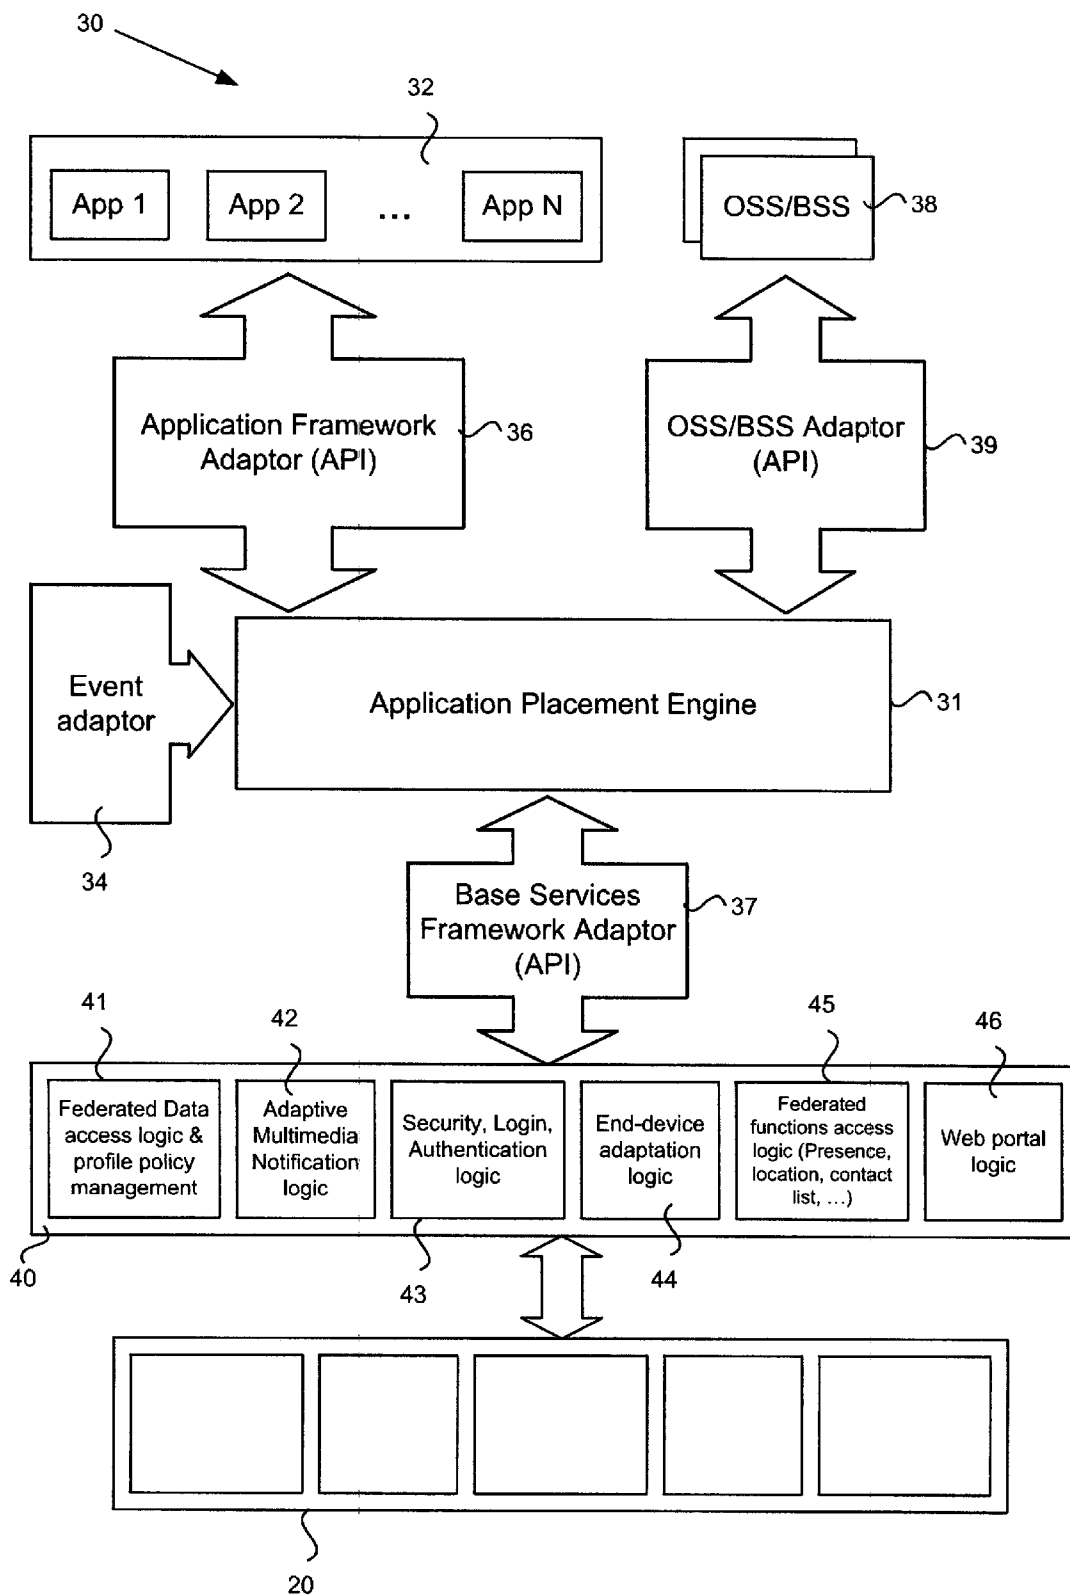 30
32
App 1
App 2
...
App N
OSS/BSS
38
Application Framework
Adaptor (API)
36
OSS/BSS Adaptor
(API)
39
Event
adaptor
34
Application Placement Engine
31
Base Services
Framework Adaptor
(API)
37
41
42
45
46
Federated Data
access logic &
profile policy
management
Adaptive
Multimedia
Notification
logic
Security, Login,
Authentication
logic
End-device
adaptation
logic
Federated
functions access
logic (Presence,
location, contact
list, ...)
Web portal
logic
40
43
44
20